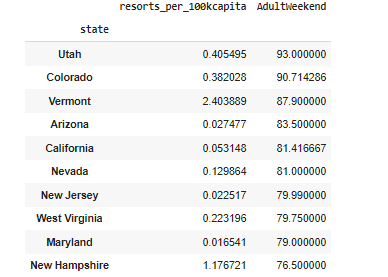 resorts_per_100kcapita AdultWeekend
state
Utah 0.405495 93.000000
Colorado 0.382028 90.714286
Vermont 2.403889 87.900000
Arizona 0.027477 83.500000
California 0.053148 81.416667
Nevada 0.129864 81.000000
New Jersey 0.022517 79.990000
West Virginia 0.223196 79.750000
Maryland 0.016541 79.000000
New Hampshire 1.176721 76.500000